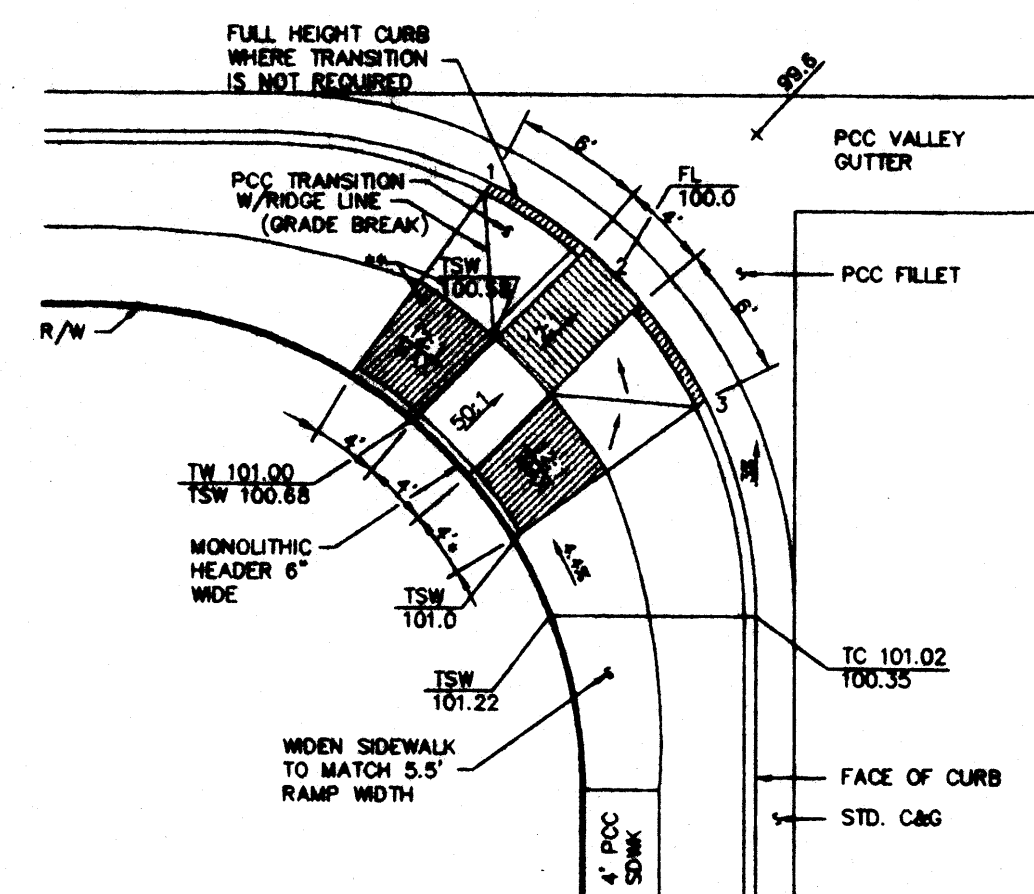 FULL HEIGHT CURB
WHERE TRANSITION
IS NOT REQUIRED
99.6
PCC VALLEY
GUTTER
6'
1
PCC TRANSITION
W/RIDGE LINE
(GRADE BREAK)
FL
100.0
4'
**
TSW
2
PCC FILLET
6'
R/W
50:1
3
4'
TW 101.00
TSW 100.68
4'
4'*
MONOLITHIC
HEADER 6"
WIDE
4.4%
TSW
101.0
TC 101.02
100.35
TSW
101.22
WIDEN SIDEWALK
TO MATCH 5.5'
RAMP WIDTH
FACE OF CURB
STD. C&G
4' PCC
SDWK